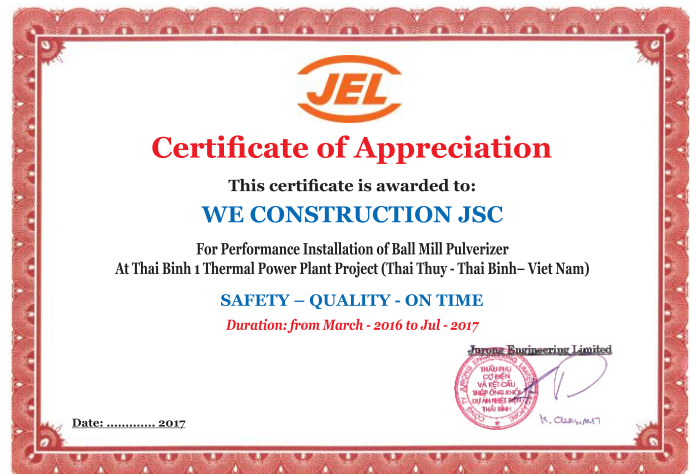 JEL
Certificate of Appreciation
This certificate is awarded to:
WE CONSTRUCTION JSC
For Performance Installation of Ball Mill Pulverizer
At Thai Binh 1 Thermal Power Plant Project (Thai Thuy - Thai Binh– Viet Nam)
SAFETY – QUALITY - ON TIME
Duration: from March - 2016 to Jul - 2017
Jurong Engineering Limited
THẦU PHỤ
CƠ ĐIỆN
VÀ KẾT CẤU
THÉP ỐNG KHÓI
DỰ ÁN NHIỆT ĐIỆN
THÁI BÌNH
Date: ............. 2017